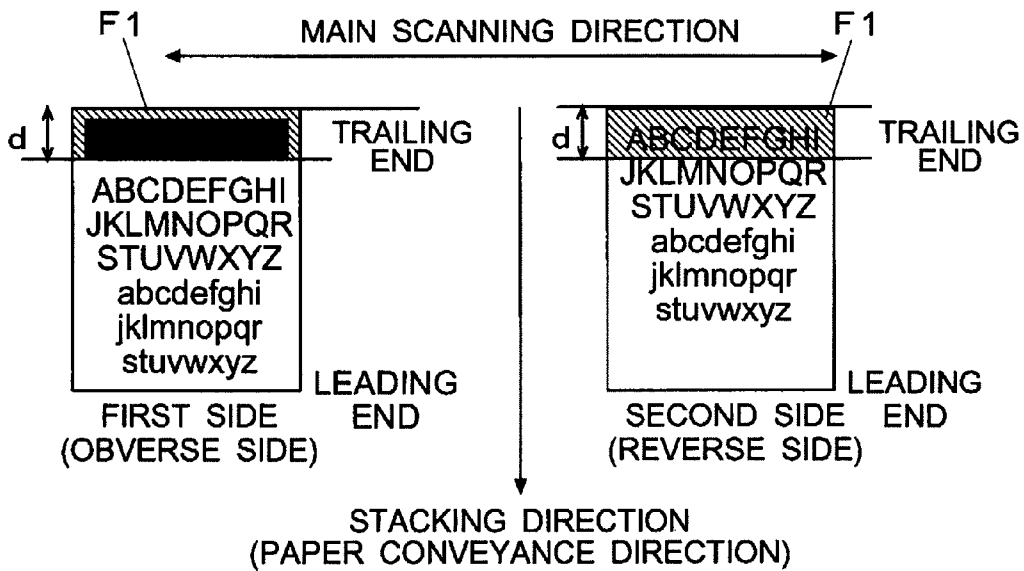 F1
MAIN SCANNING DIRECTION
F1
d
TRAILING
END
ABCDEFGHI
JKLMNOPQR
STUVWXYZ
abcdefghi
jklmnopqr
stuvwxyz
LEADING
END
FIRST SIDE
(OBVERSE SIDE)
d
TRAILING
END
ABCDEFGHI
JKLMNOPQR
STUVWXYZ
abcdefghi
jklmnopqr
stuvwxyz
LEADING
END
SECOND SIDE
(REVERSE SIDE)
STACKING DIRECTION
(PAPER CONVEYANCE DIRECTION)